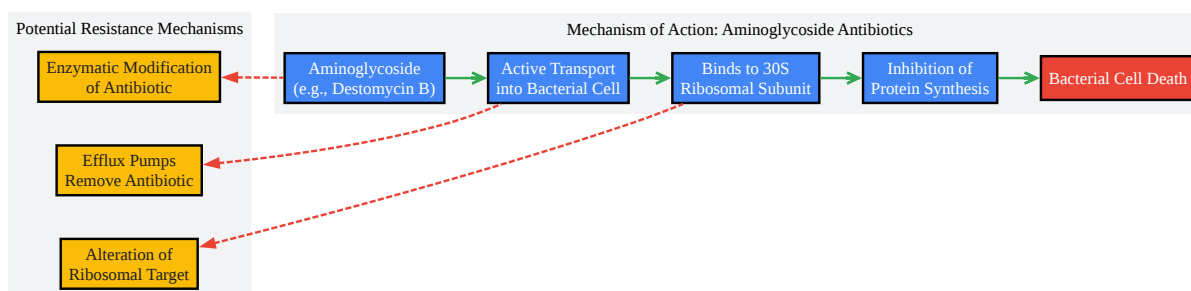 Potential Resistance Mechanisms
Enzymatic Modification
of Antibiotic
Efflux Pumps
Remove Antibiotic
Alteration of
Ribosomal Target
Mechanism of Action: Aminoglycoside Antibiotics
Aminoglycoside
(e.g., Destomycin B)
Active Transport
into Bacterial Cell
Binds to 30S
Ribosomal Subunit
Inhibition of
Protein Synthesis
Bacterial Cell Death